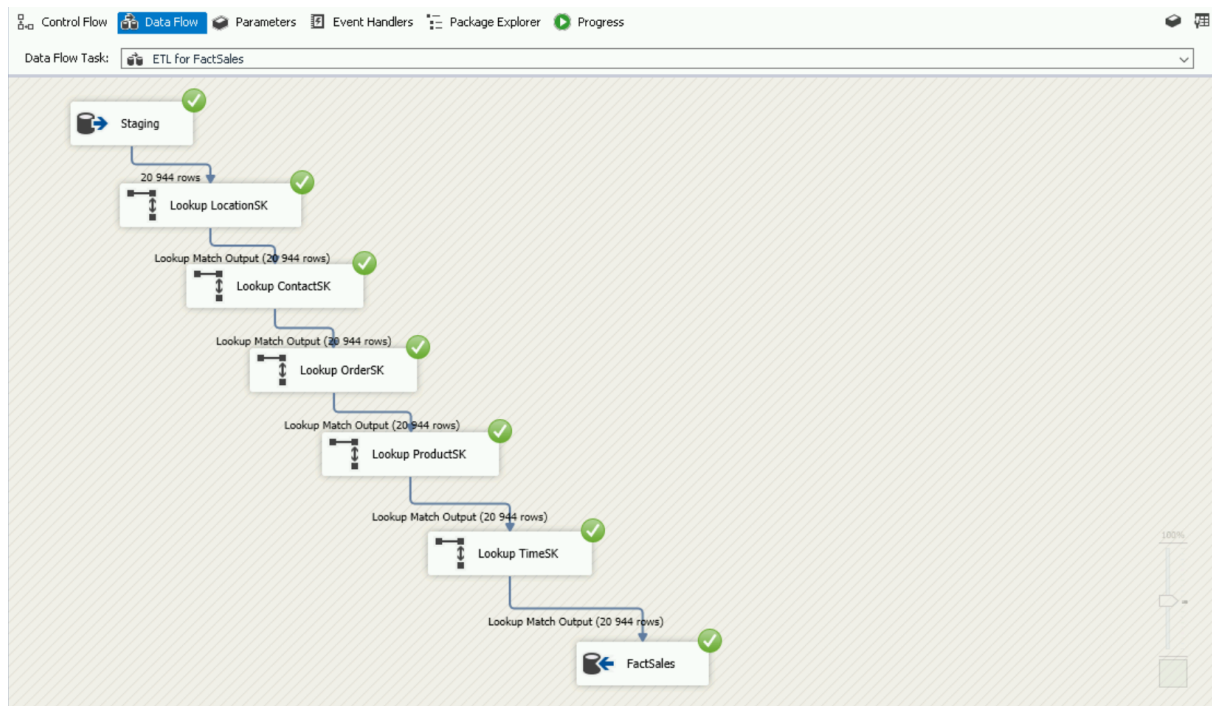 Control Flow Data Flow Parameters Event Handlers Package Explorer Progress
Data Flow Task: ETL for FactSales
Staging
20 944 rows
Lookup LocationSK
Lookup Match Output (20 944 rows)
Lookup ContactSK
Lookup Match Output (20 944 rows)
Lookup OrderSK
Lookup Match Output (20 944 rows)
Lookup ProductSK
Lookup Match Output (20 944 rows)
100%
Lookup TimeSK
Lookup Match Output (20 944 rows)
FactSales